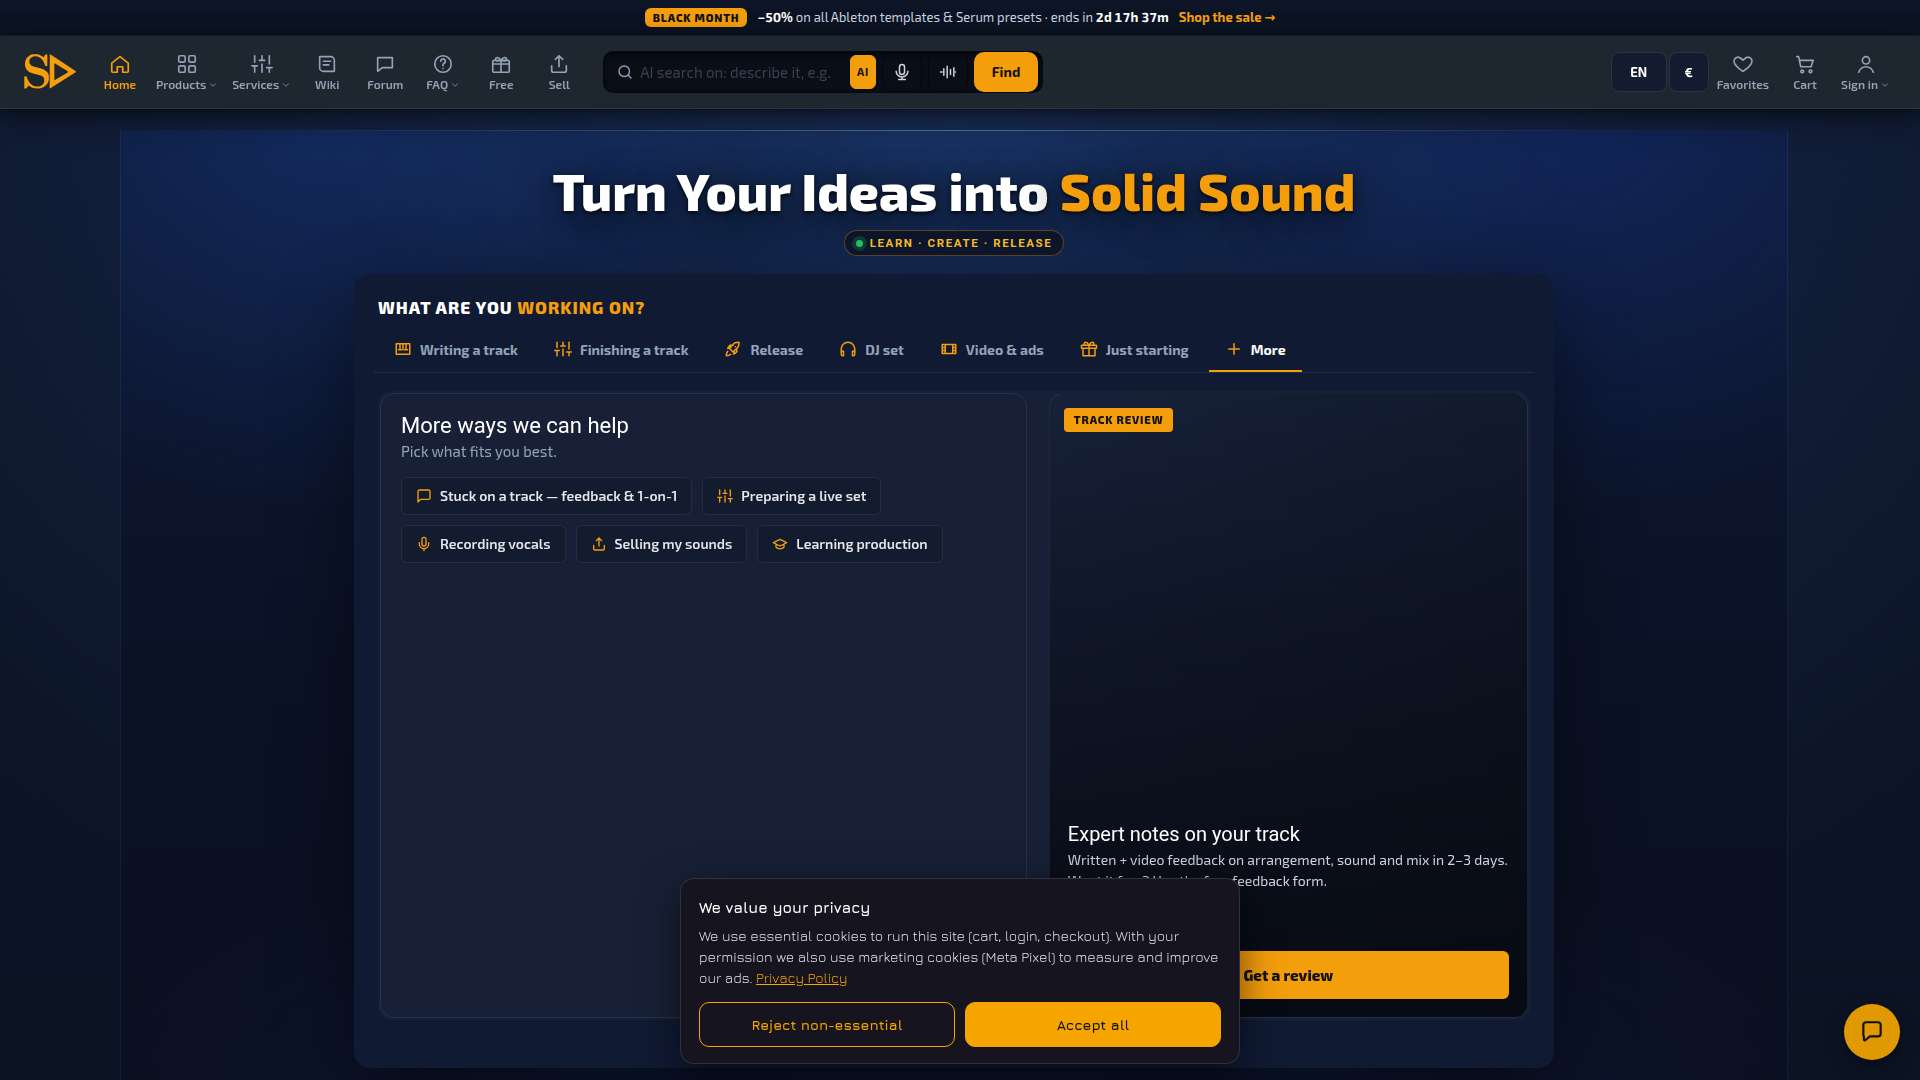 BLACK MONTH −50% on all Ableton templates & Serum presets · ends in 2d 17h 37m Shop the sale →
Home Products Services Wiki Forum FAQ Free Sell
AI search on: describe it, e.g. AI Find
EN € Favorites Cart Sign in
Turn Your Ideas into Solid Sound
LEARN · CREATE · RELEASE
WHAT ARE YOU WORKING ON?
Writing a track Finishing a track Release DJ set Video & ads Just starting More
More ways we can help
Pick what fits you best.
Stuck on a track — feedback & 1-on-1 Preparing a live set
Recording vocals Selling my sounds Learning production
TRACK REVIEW
Expert notes on your track
Written + video feedback on arrangement, sound and mix in 2–3 days.
feedback form.
Get a review
We value your privacy
We use essential cookies to run this site (cart, login, checkout). With your
permission we also use marketing cookies (Meta Pixel) to measure and improve
our ads. Privacy Policy
Reject non-essential Accept all